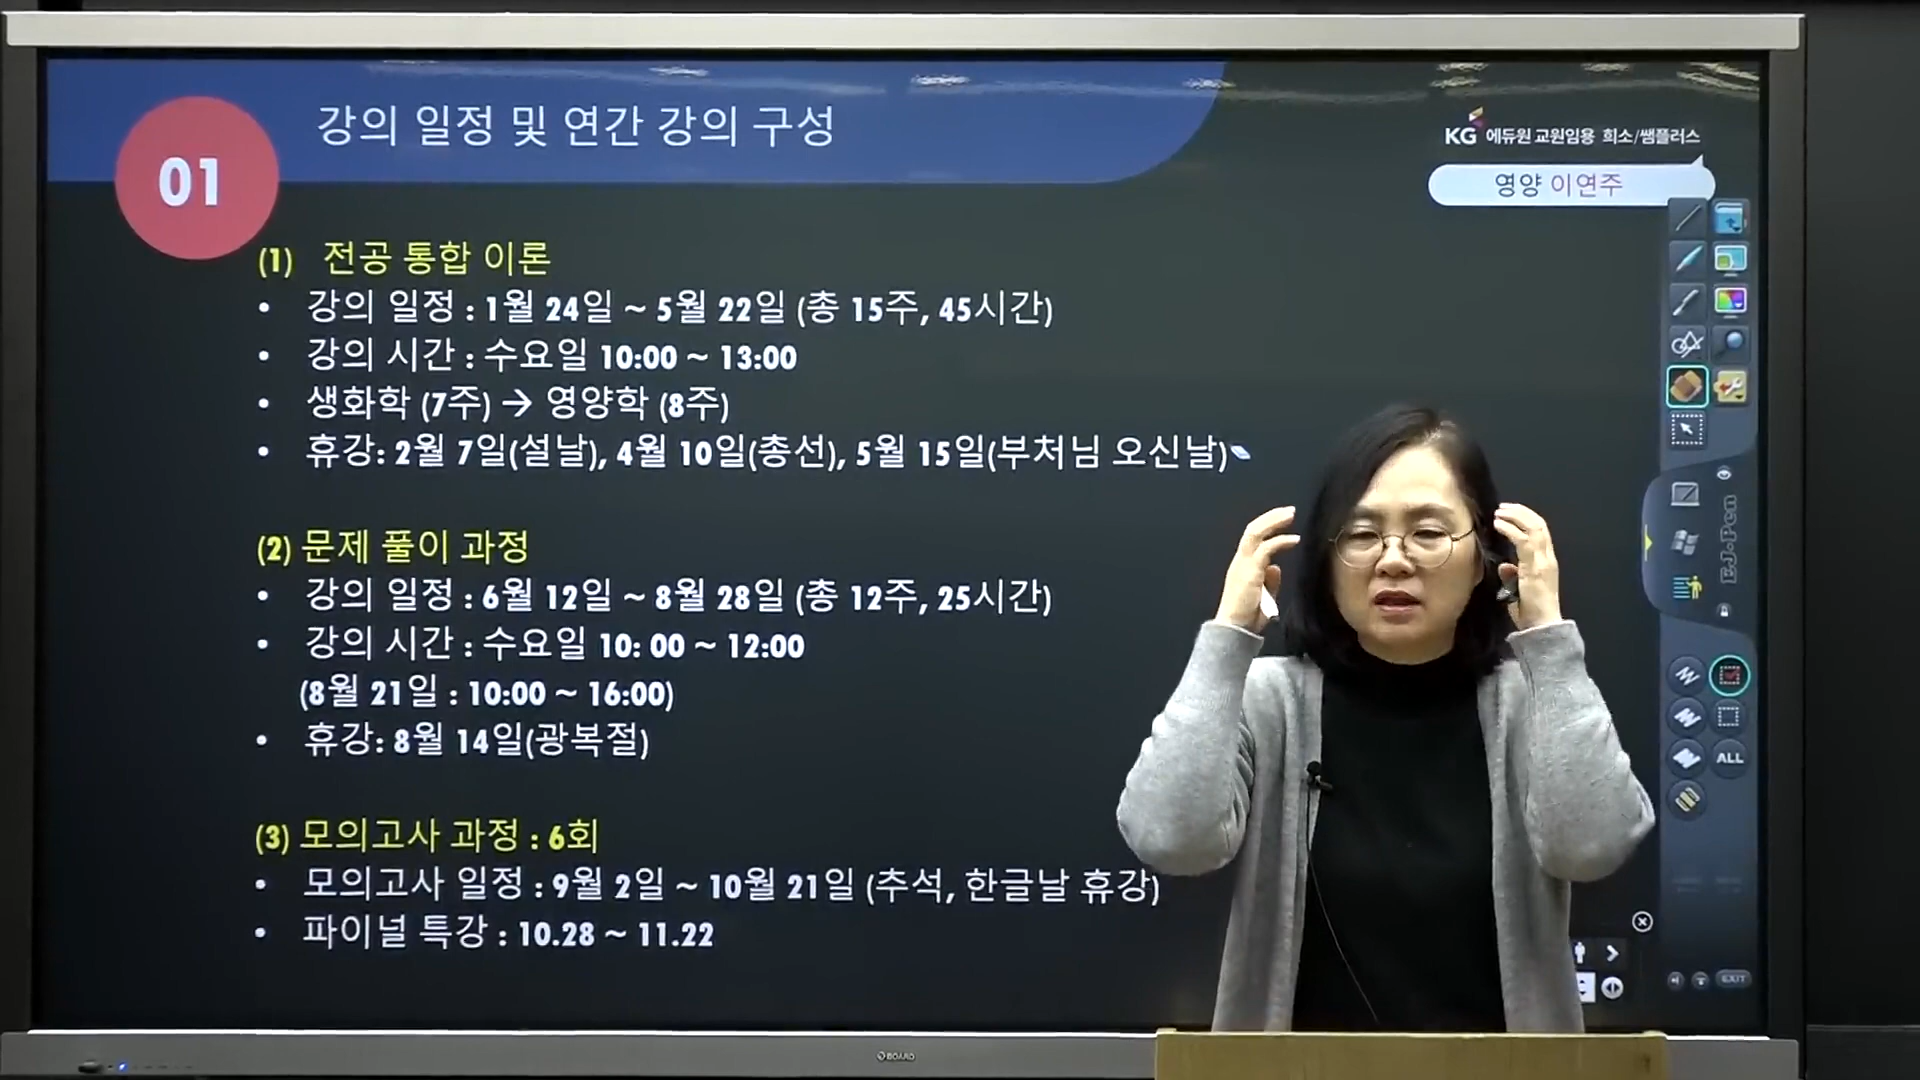 01
강의 일정 및 연간 강의 구성
KG 에듀원 교원임용 희소/쌤플러스
영양 이연주
(1) 전공 통합 이론
• 강의 일정 : 1월 24일 ~ 5월 22일 (총 15주, 45시간)
• 강의 시간 : 수요일 10:00 ~ 13:00
• 생화학 (7주) → 영양학 (8주)
• 휴강: 2월 7일(설날), 4월 10일(총선), 5월 15일(부처님 오신날)
(2) 문제 풀이 과정
• 강의 일정 : 6월 12일 ~ 8월 28일 (총 12주, 25시간)
• 강의 시간 : 수요일 10: 00 ~ 12:00
(8월 21일 : 10:00 ~ 16:00)
• 휴강: 8월 14일(광복절)
(3) 모의고사 과정 : 6회
• 모의고사 일정 : 9월 2일 ~ 10월 21일 (추석, 한글날 휴강)
• 파이널 특강 : 10.28 ~ 11.22
EJ-Pen
ALL
EXIT
BOARD